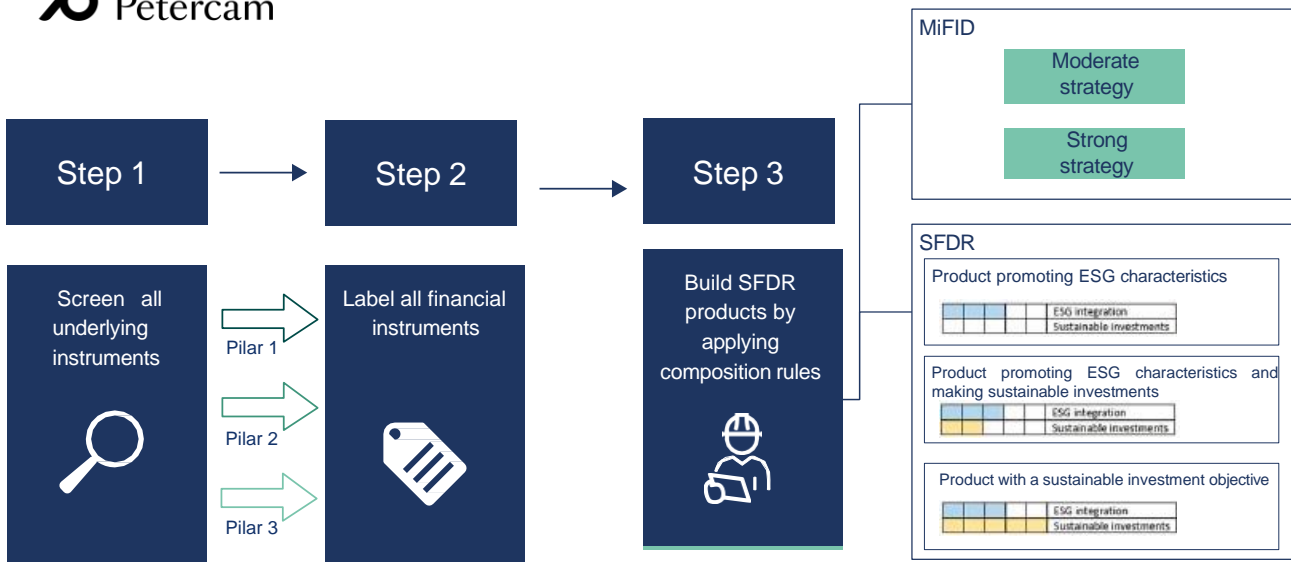 Petercam
Step 1
Step 2
Step 3
Screen all
underlying
instruments
Pilar 1
Pilar 2
Pilar 3
Label all financial
instruments
Build SFDR
products by
applying
composition rules
MiFID
Moderate
strategy
Strong
strategy
SFDR
Product promoting ESG characteristics
ESG integration
Sustainable investments
Product promoting ESG characteristics and
making sustainable investments
ESG integration
Sustainable investments
Product with a sustainable investment objective
ESG integration
Sustainable investments